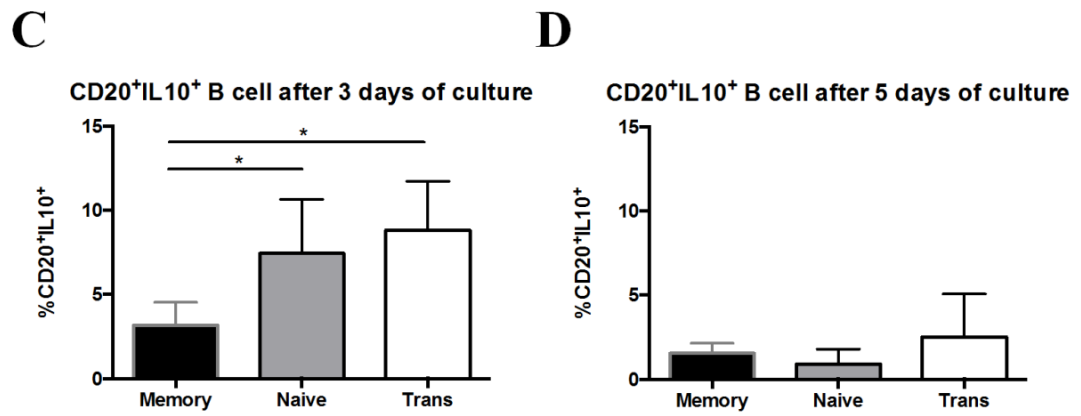 C
CD20⁺IL10⁺ B cell after 3 days of culture
%CD20⁺IL10⁺
15
10
5
0
*
*
Memory Naive Trans
D
CD20⁺IL10⁺ B cell after 5 days of culture
%CD20⁺IL10⁺
15
10
5
0
Memory Naive Trans